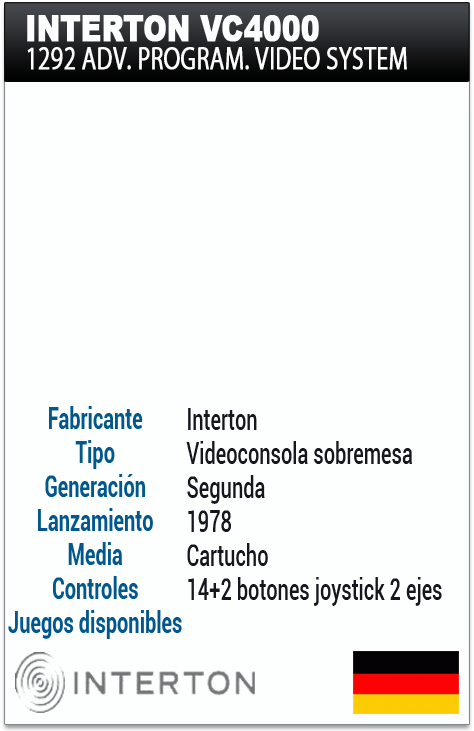 INTERTON VC4000
1292 ADV. PROGRAM. VIDEO SYSTEM
Fabricante Interton
Tipo Videoconsola sobremesa
Generación Segunda
Lanzamiento 1978
Media Cartucho
Controles 14+2 botones joystick 2 ejes
Juegos disponibles
INTERTON